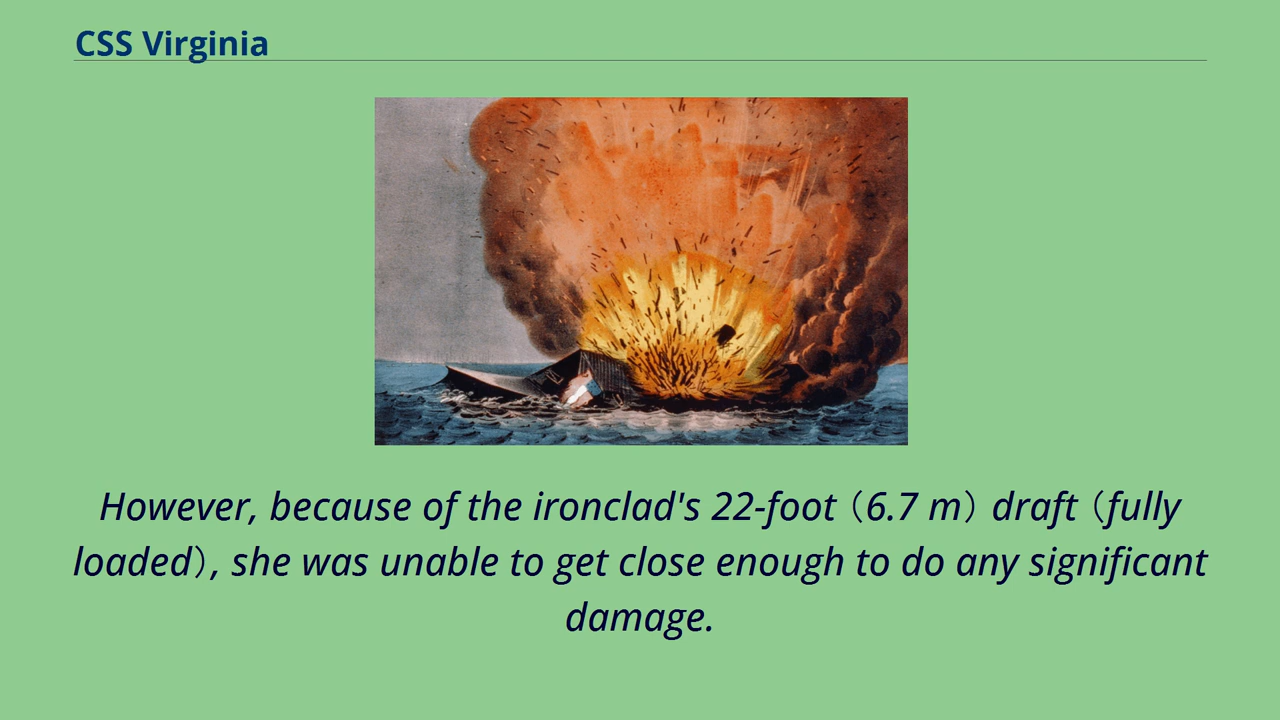 CSS Virginia
However, because of the ironclad's 22-foot (6.7 m) draft (fully
loaded), she was unable to get close enough to do any significant
damage.